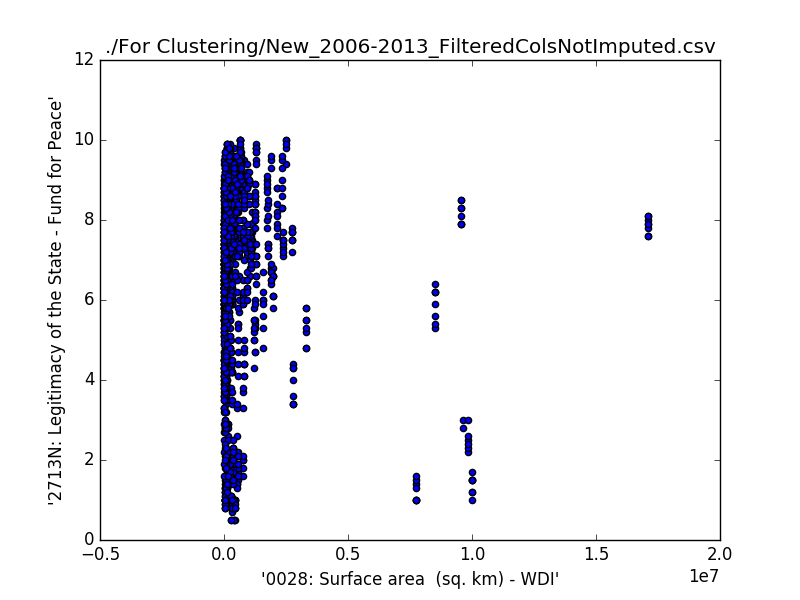 ./For Clustering/New_2006-2013_FilteredColsNotImputed.csv
12
10
8
6
4
2
0
'2713N: Legitimacy of the State - Fund for Peace'
−0.5 0.0 0.5 1.0 1.5 2.0
1e7
'0028: Surface area  (sq. km) - WDI'